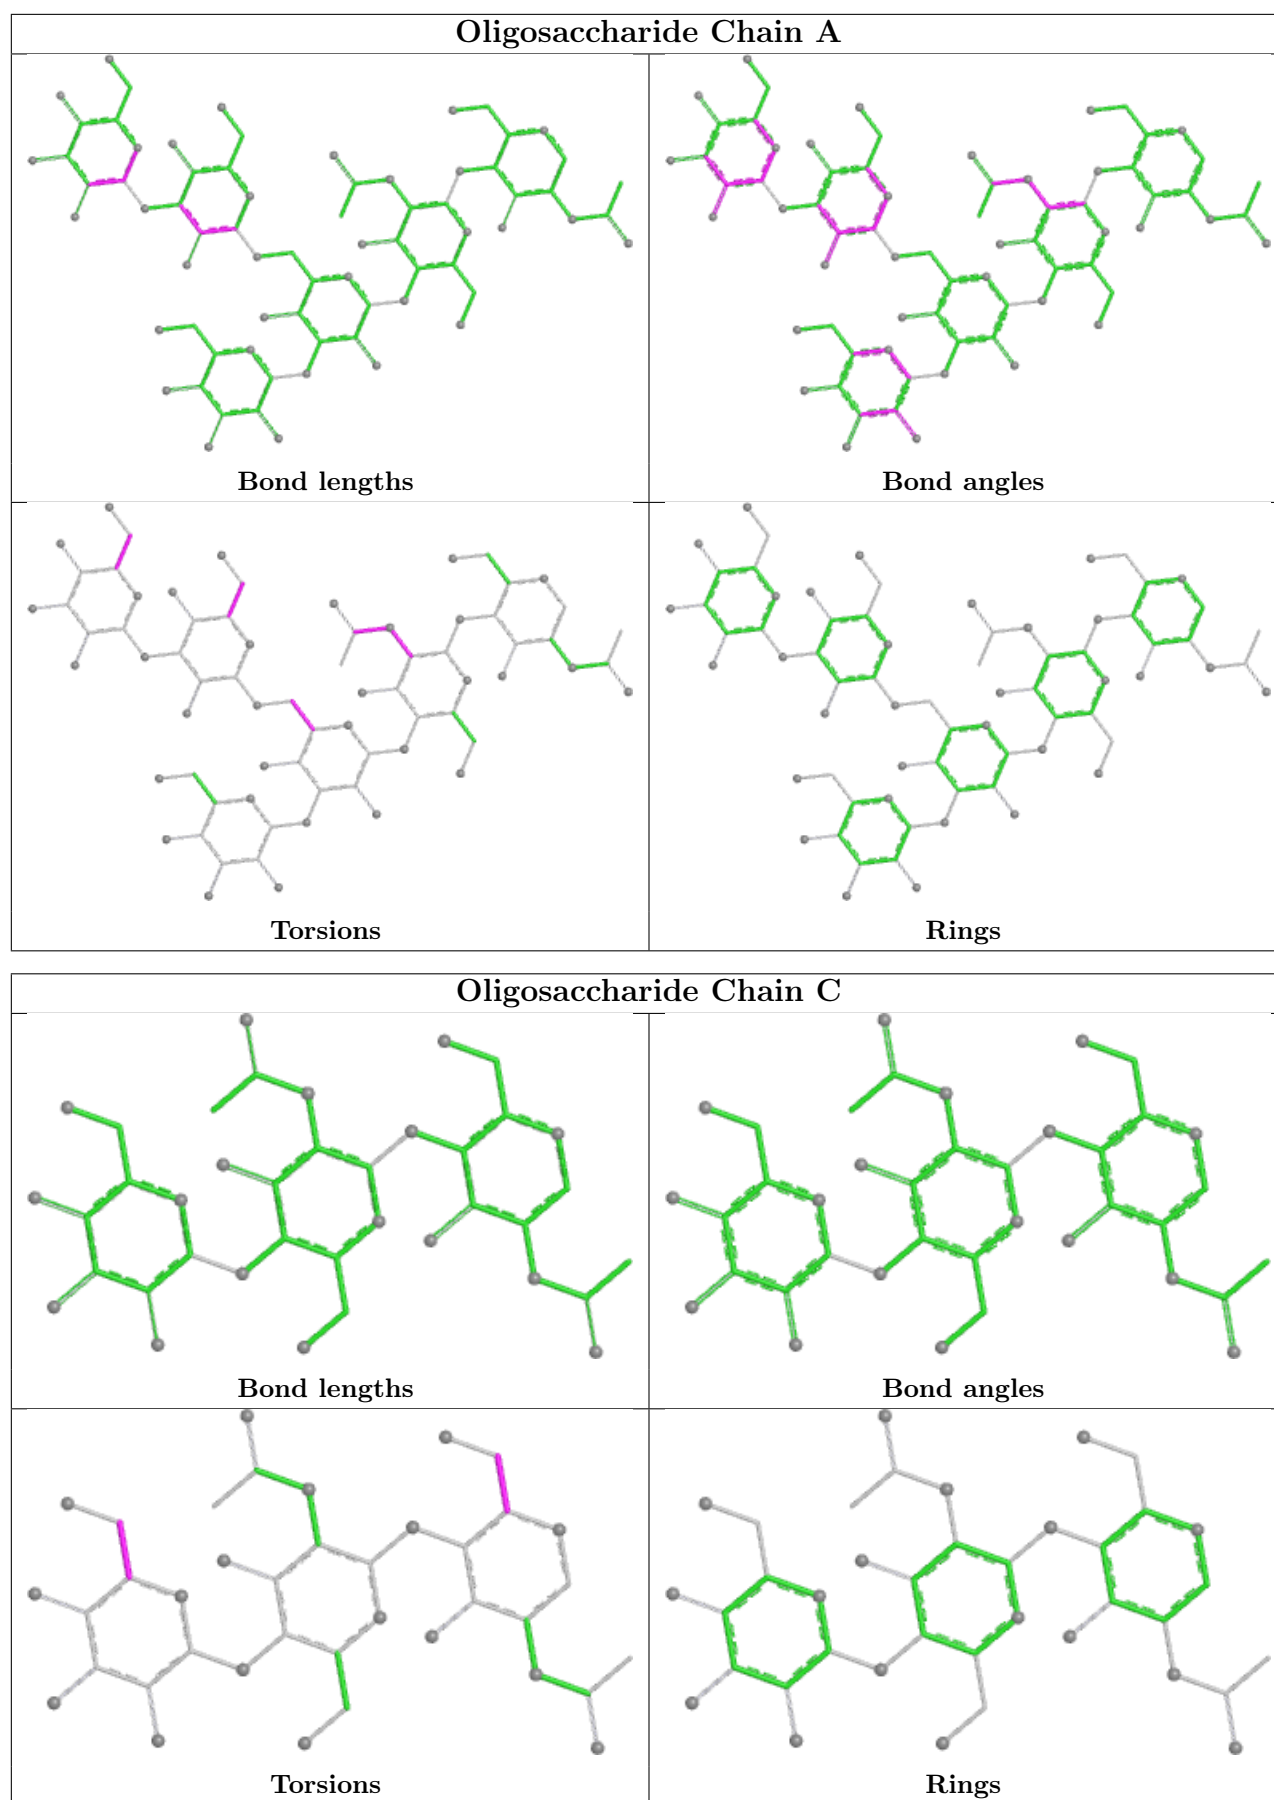 Oligosaccharide Chain A
Bond lengths
Bond angles
Torsions
Rings
Oligosaccharide Chain C
Bond lengths
Bond angles
Torsions
Rings